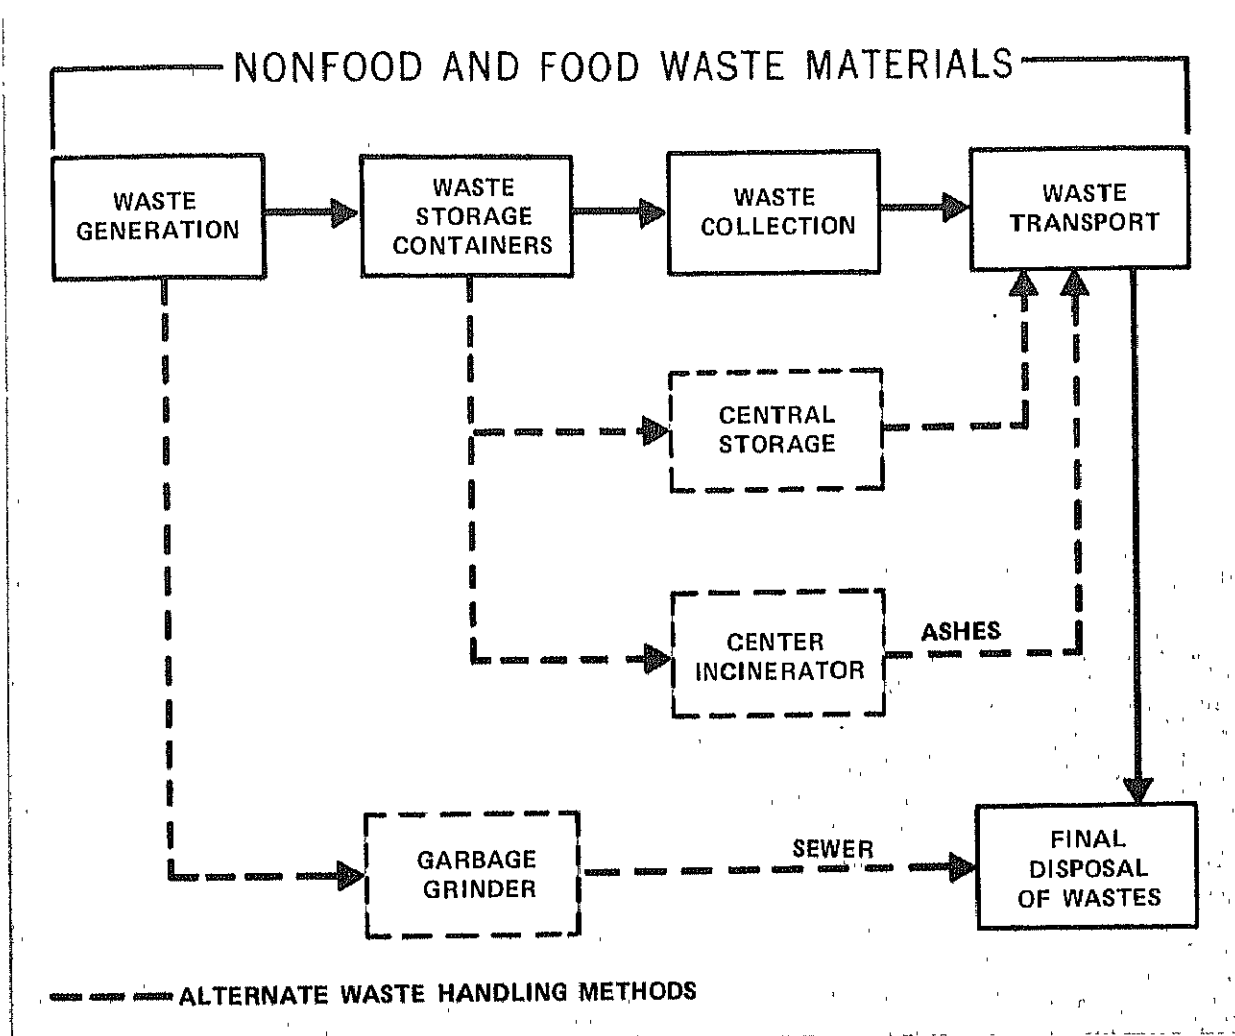 NONFOOD AND FOOD WASTE MATERIALS
WASTE
GENERATION
WASTE
STORAGE
CONTAINERS
WASTE
COLLECTION
WASTE
TRANSPORT
CENTRAL
STORAGE
CENTER
INCINERATOR
ASHES
GARBAGE
GRINDER
SEWER
FINAL
DISPOSAL
OF WASTES
ALTERNATE WASTE HANDLING METHODS